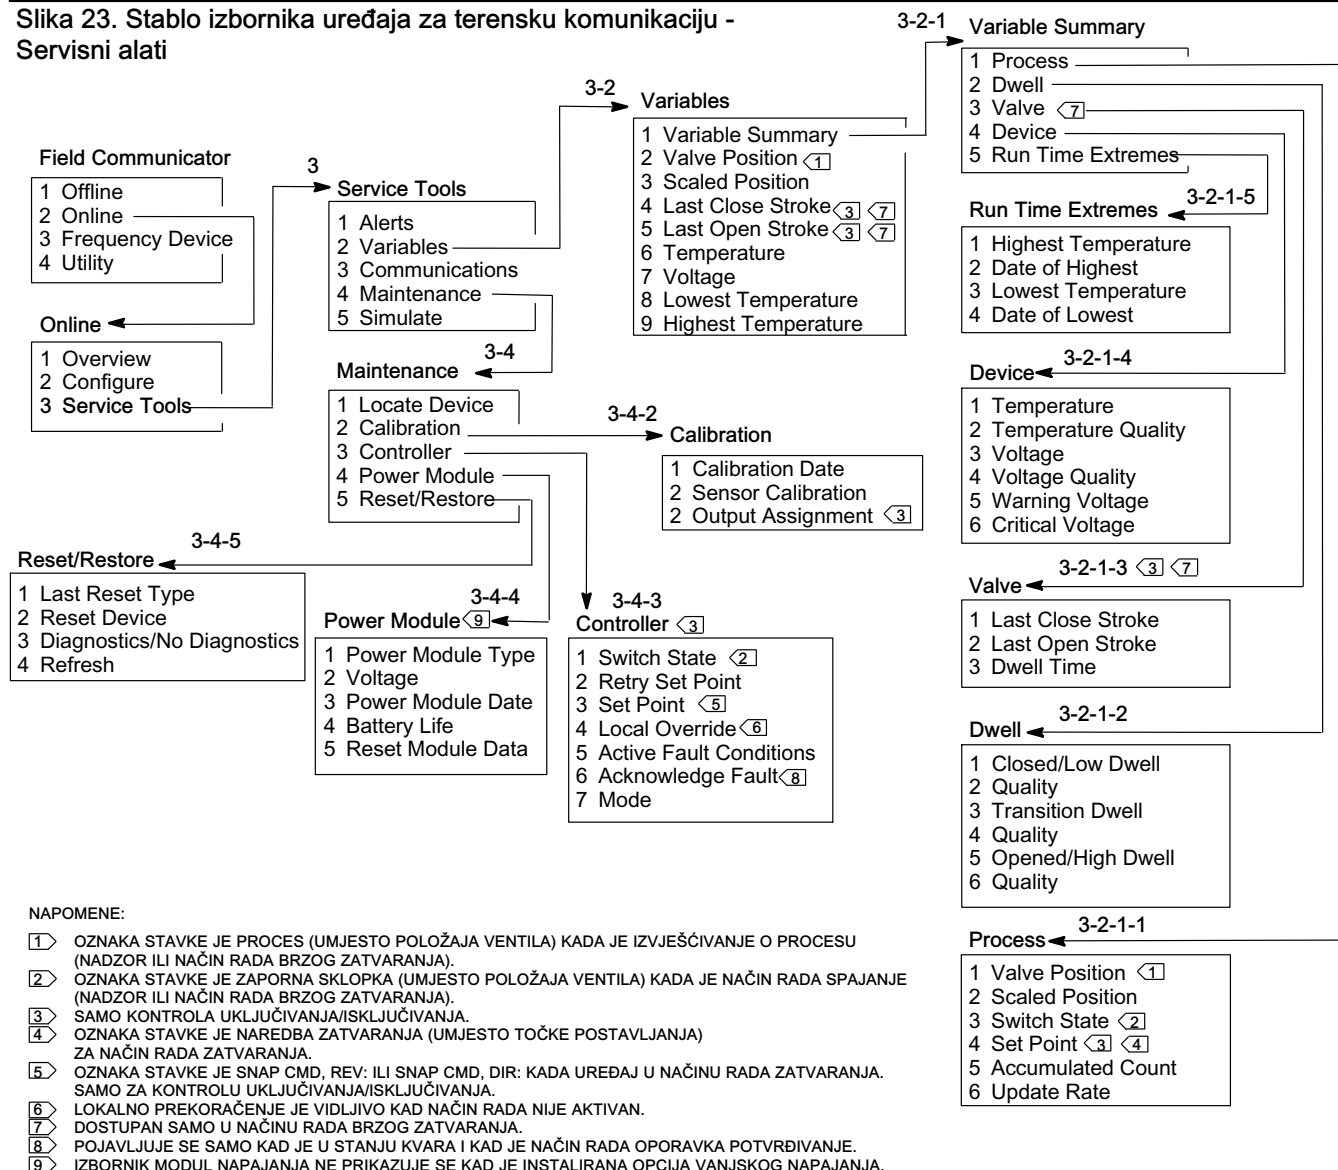 Slika 23. Stablo izbornika uređaja za terensku komunikaciju -
Servisni alati
Field Communicator
1 Offline
2 Online
3 Frequency Device
4 Utility
Online
1 Overview
2 Configure
3 Service Tools
3
Service Tools
1 Alerts
2 Variables
3 Communications
4 Maintenance
5 Simulate
3-2
Variables
1 Variable Summary
2 Valve Position 1
3 Scaled Position
4 Last Close Stroke 3 7
5 Last Open Stroke 3 7
6 Temperature
7 Voltage
8 Lowest Temperature
9 Highest Temperature
3-2-1
Variable Summary
1 Process
2 Dwell
3 Valve 7
4 Device
5 Run Time Extremes
3-2-1-5
Run Time Extremes
1 Highest Temperature
2 Date of Highest
3 Lowest Temperature
4 Date of Lowest
3-2-1-4
Device
1 Temperature
2 Temperature Quality
3 Voltage
4 Voltage Quality
5 Warning Voltage
6 Critical Voltage
3-2-1-3 3 7
Valve
1 Last Close Stroke
2 Last Open Stroke
3 Dwell Time
3-2-1-2
Dwell
1 Closed/Low Dwell
2 Quality
3 Transition Dwell
4 Quality
5 Opened/High Dwell
6 Quality
3-2-1-1
Process
1 Valve Position 1
2 Scaled Position
3 Switch State 2
4 Set Point 3 4
5 Accumulated Count
6 Update Rate
3-4
Maintenance
1 Locate Device
2 Calibration
3 Controller
4 Power Module
5 Reset/Restore
3-4-2
Calibration
1 Calibration Date
2 Sensor Calibration
2 Output Assignment 3
3-4-5
Reset/Restore
1 Last Reset Type
2 Reset Device
3 Diagnostics/No Diagnostics
4 Refresh
3-4-4
Power Module 9
1 Power Module Type
2 Voltage
3 Power Module Date
4 Battery Life
5 Reset Module Data
3-4-3
Controller 3
1 Switch State 2
2 Retry Set Point
3 Set Point 5
4 Local Override 6
5 Active Fault Conditions
6 Acknowledge Fault 8
7 Mode
NAPOMENE:
1 OZNAKA STAVKE JE PROCES (UMJESTO POLOŽAJA VENTILA) KADA JE IZVJEŠĆIVANJE O PROCESU
(NADZOR ILI NAČIN RADA BRZOG ZATVARANJA).
2 OZNAKA STAVKE JE ZAPORNA SKLOPKA (UMJESTO POLOŽAJA VENTILA) KADA JE NAČIN RADA SPAJANJE
(NADZOR ILI NAČIN RADA BRZOG ZATVARANJA).
3 SAMO KONTROLA UKLJUČIVANJA/ISKLJUČIVANJA.
4 OZNAKA STAVKE JE NAREDBA ZATVARANJA (UMJESTO TOČKE POSTAVLJANJA)
ZA NAČIN RADA ZATVARANJA.
5 OZNAKA STAVKE JE SNAP CMD, REV: ILI SNAP CMD, DIR: KADA UREĐAJ U NAČINU RADA ZATVARANJA.
SAMO ZA KONTROLU UKLJUČIVANJA/ISKLJUČIVANJA.
6 LOKALNO PREKORAČENJE JE VIDLJIVO KAD NAČIN RADA NIJE AKTIVAN.
7 DOSTUPAN SAMO U NAČINU RADA BRZOG ZATVARANJA.
8 POJAVLJUJE SE SAMO KAD JE U STANJU KVARA I KAD JE NAČIN RADA OPORAVKA POTVRĐIVANJE.
9 IZBORNIK MODUL NAPAJANJA NE PRIKAZUJE SE KAD JE INSTALIRANA OPCIJA VANJSKOG NAPAJANJA.